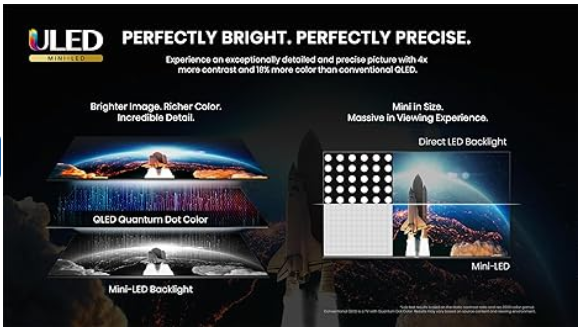 ULED
MINI-LED
PERFECTLY BRIGHT. PERFECTLY PRECISE.
Experience an exceptionally detailed and precise picture with 4x
more contrast and 18% more color than conventional QLED.
Brighter Image. Richer Color.
Incredible Detail.
QLED Quantum Dot Color
Mini-LED Backlight
Mini in Size.
Massive in Viewing Experience.
Direct LED Backlight
Mini-LED